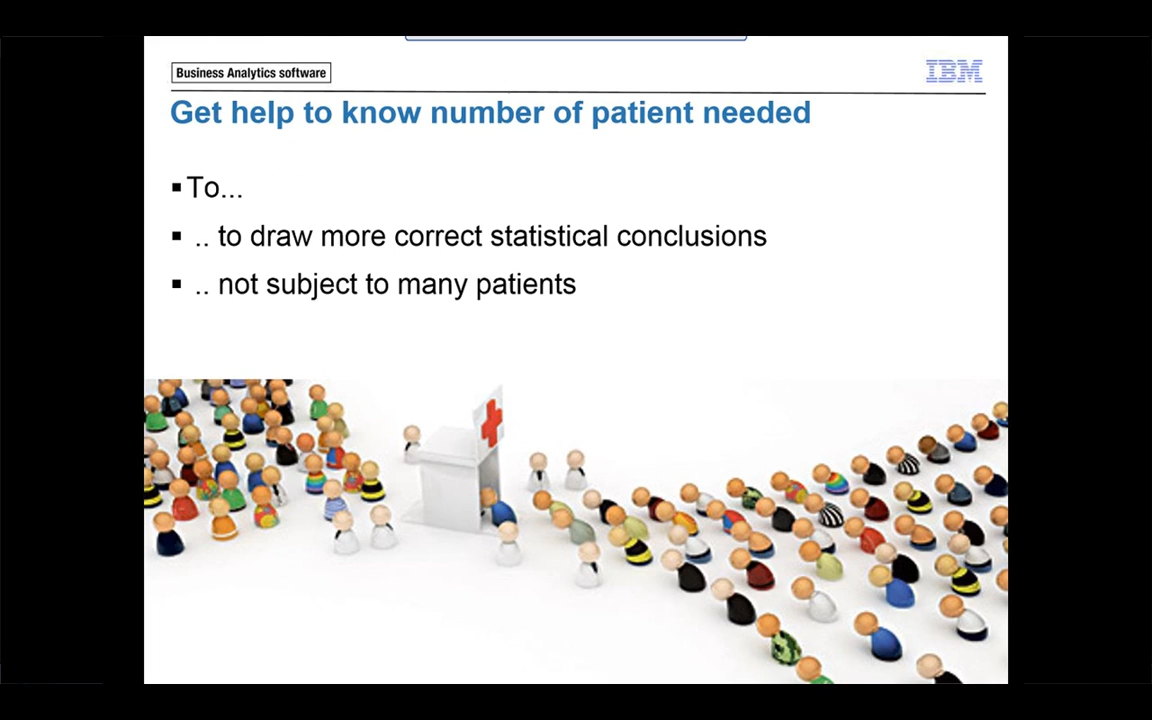 Business Analytics software
IBM
Get help to know number of patient needed
▪ To...
▪ .. to draw more correct statistical conclusions
▪ .. not subject to many patients